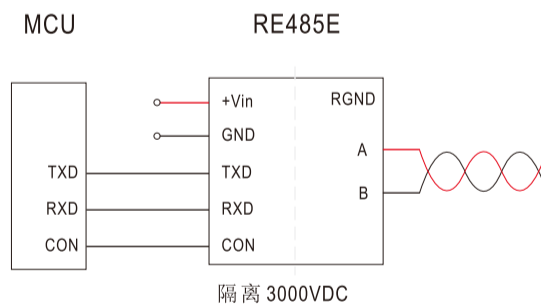 MCU RE485E
+Vin RGND
GND
A
TXD TXD
B
RXD RXD
CON CON
隔离 3000VDC